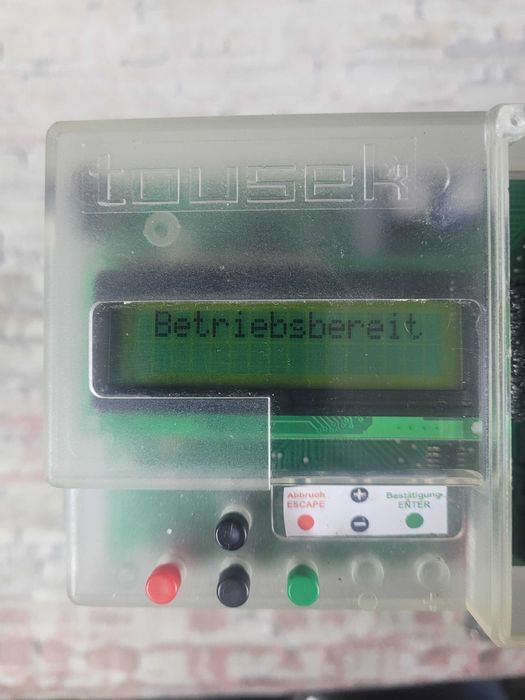 tousek
Betriebsbereit
Abbruch
ESCAPE
+
Bestätigung
ENTER
−